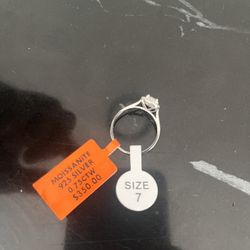 MOISSANITE
925 SILVER
0.75CTW
$350.00
SIZE
7